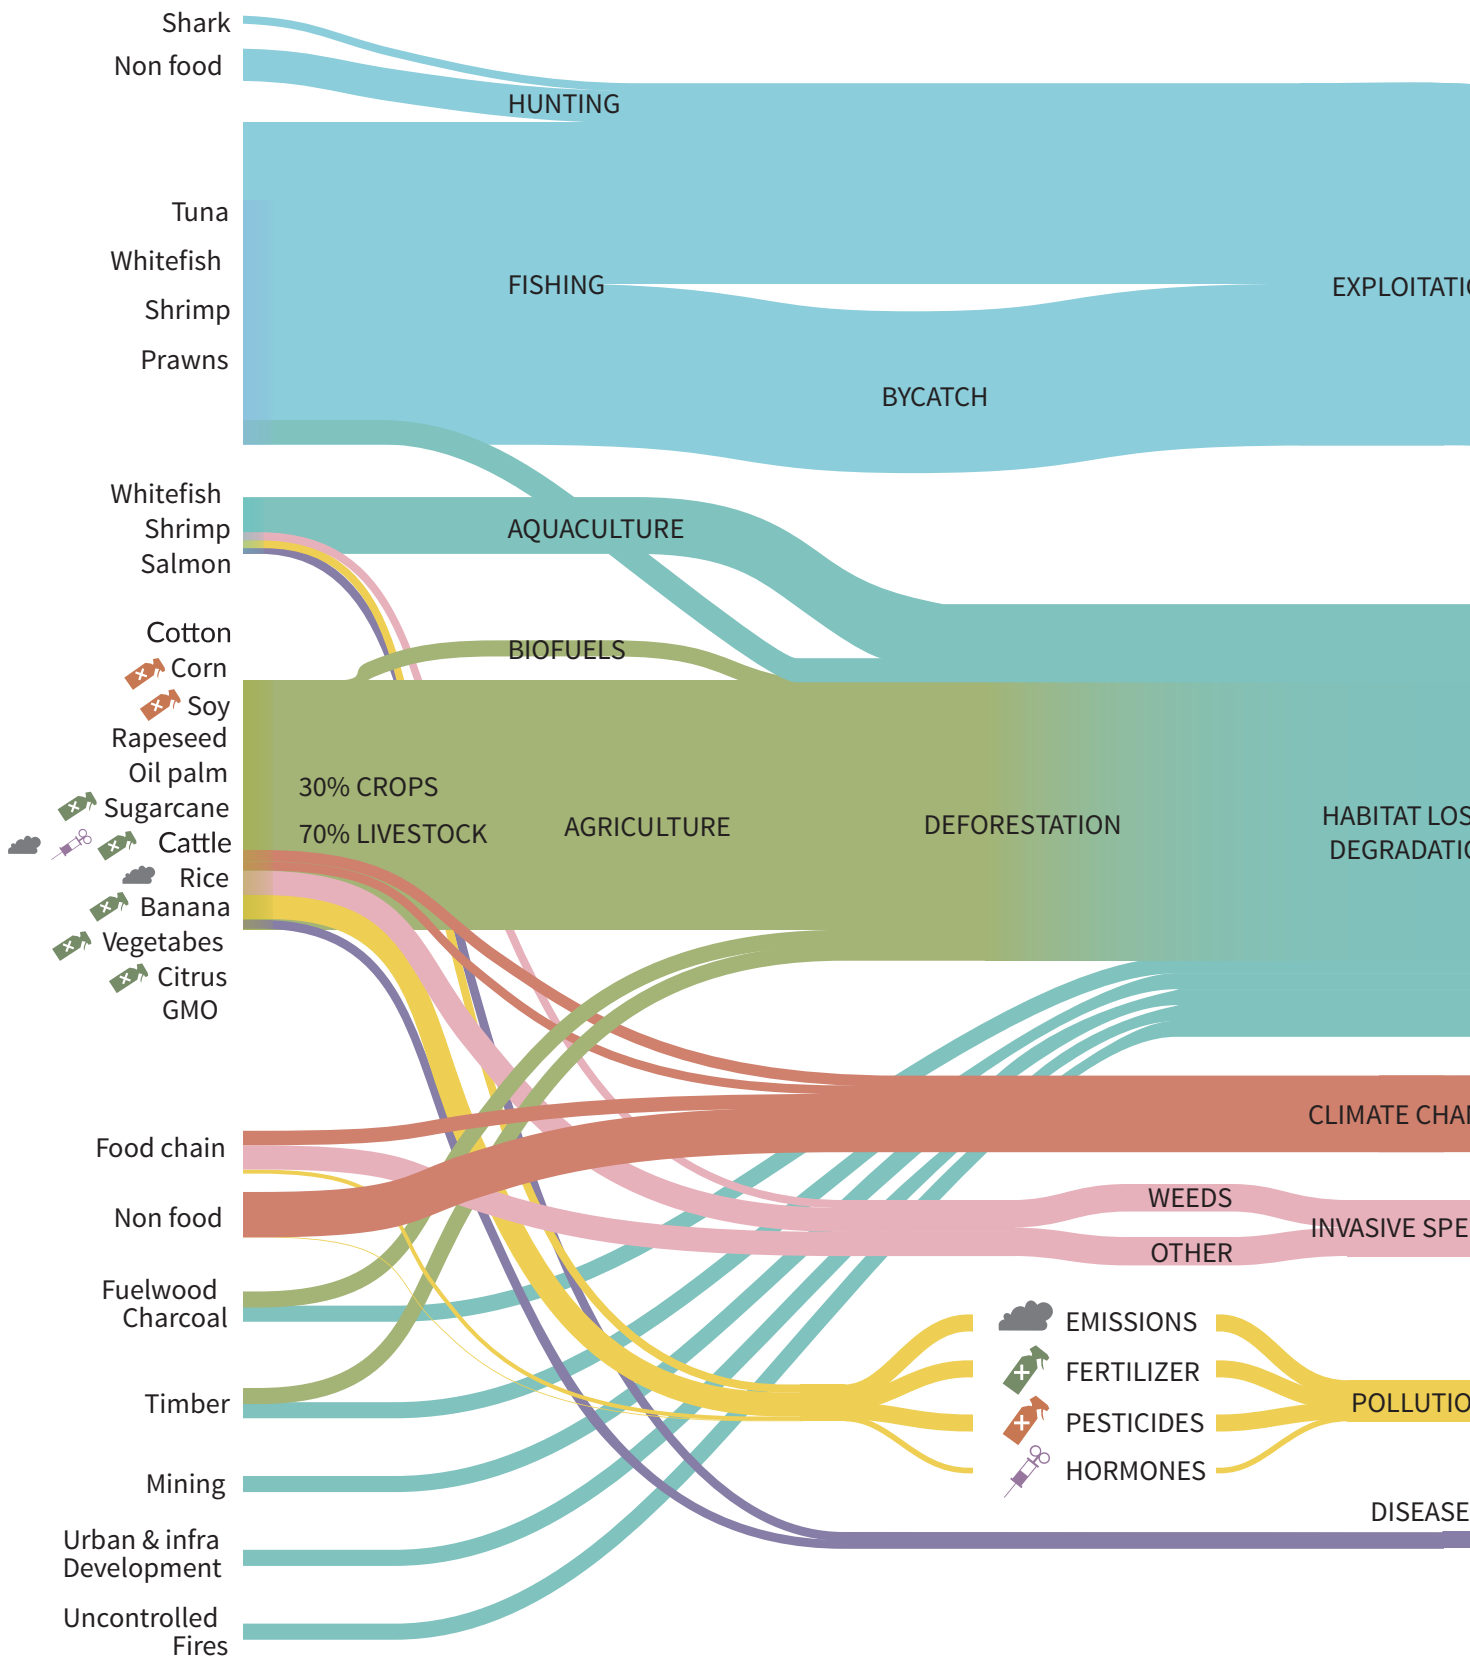 Shark
Non food
HUNTING
Tuna
Whitefish
FISHING
EXPLOITATIO
Shrimp
Prawns
BYCATCH
Whitefish
Shrimp
AQUACULTURE
Salmon
Cotton
BIOFUELS
Corn
Soy
Rapeseed
Oil palm
30% CROPS
Sugarcane
70% LIVESTOCK
AGRICULTURE
DEFORESTATION
HABITAT LOS
DEGRADATIO
Cattle
Rice
Banana
Vegetabes
Citrus
GMO
CLIMATE CHAN
Food chain
Non food
WEEDS
INVASIVE SPE
OTHER
Fuelwood
Charcoal
EMISSIONS
FERTILIZER
Timber
POLLUTIO
PESTICIDES
HORMONES
Mining
DISEASE
Urban & infra
Development
Uncontrolled
Fires